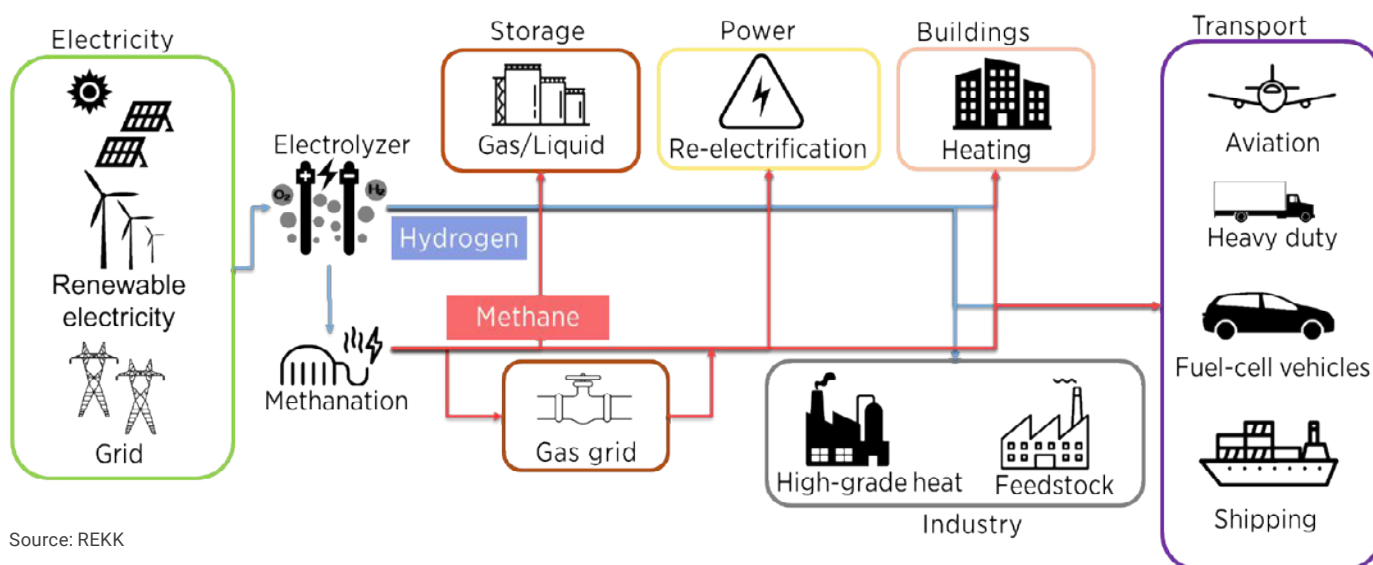 Electricity
Renewable
electricity
Grid
Electrolyzer
O₂
H₂
Hydrogen
Methane
Methanation
Storage
Gas/Liquid
Power
Re-electrification
Buildings
Heating
Gas grid
High-grade heat
Feedstock
Industry
Transport
Aviation
Heavy duty
Fuel-cell vehicles
Shipping
Source: REKK